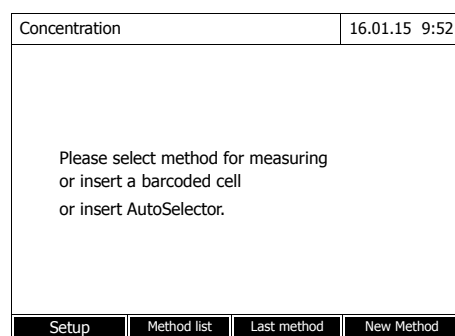 Concentration
16.01.15 9:52
Please select method for measuring
or insert a barcoded cell
or insert AutoSelector.
Setup
Method list
Last method
New Method